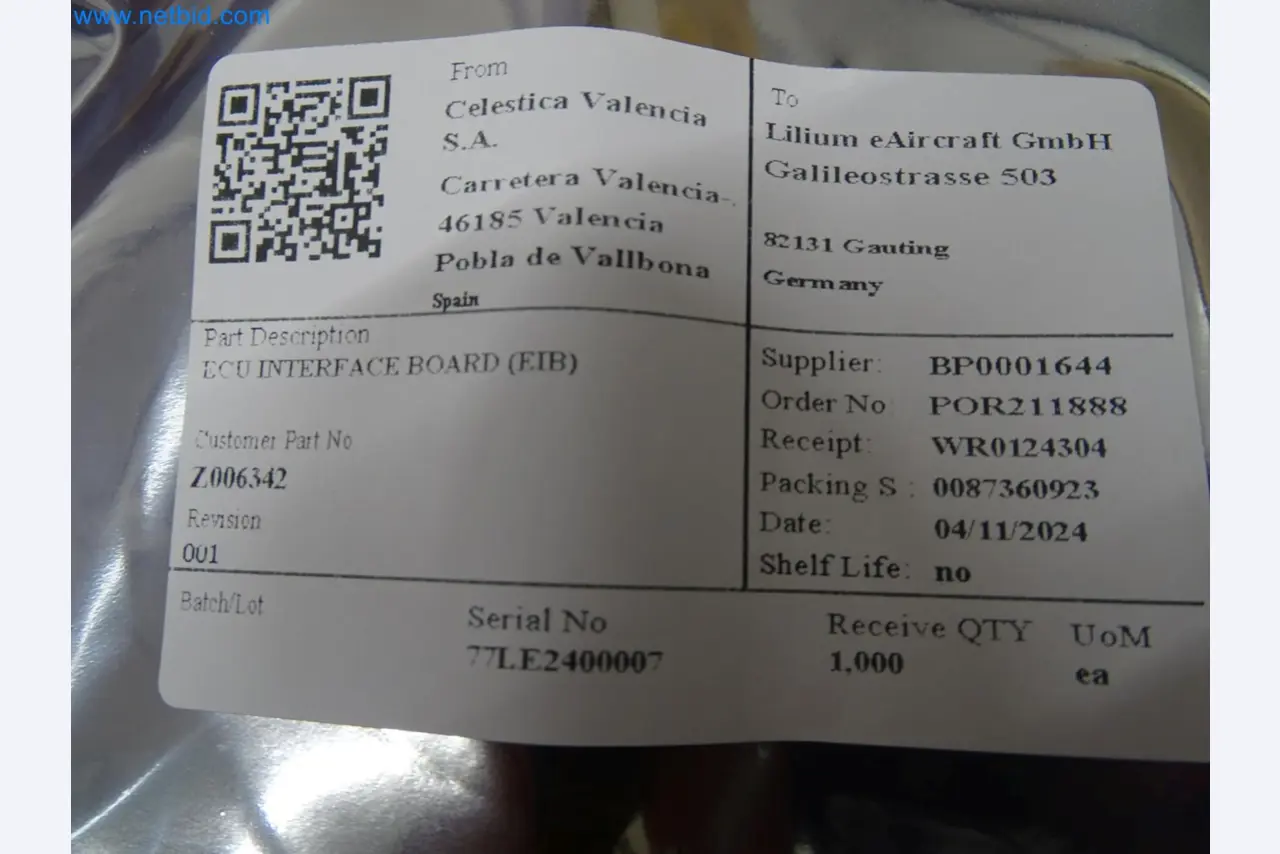 www.netbid.com
From
Celestica Valencia
S.A.
Carretera Valencia-.
46185 Valencia
Pobla de Vallbona
Spain
To
Lilium eAircraft GmbH
Galileostrasse 503
82131 Gauting
Germany
Part Description
ECU INTERFACE BOARD (EIB)
Customer Part No
Z006342
Revision
001
Supplier: BP0001644
Order No POR211888
Receipt: WR0124304
Packing S : 0087360923
Date: 04/11/2024
Shelf Life: no
Batch/Lot
Serial No
77LE2400007
Receive QTY
1,000
UoM
ea